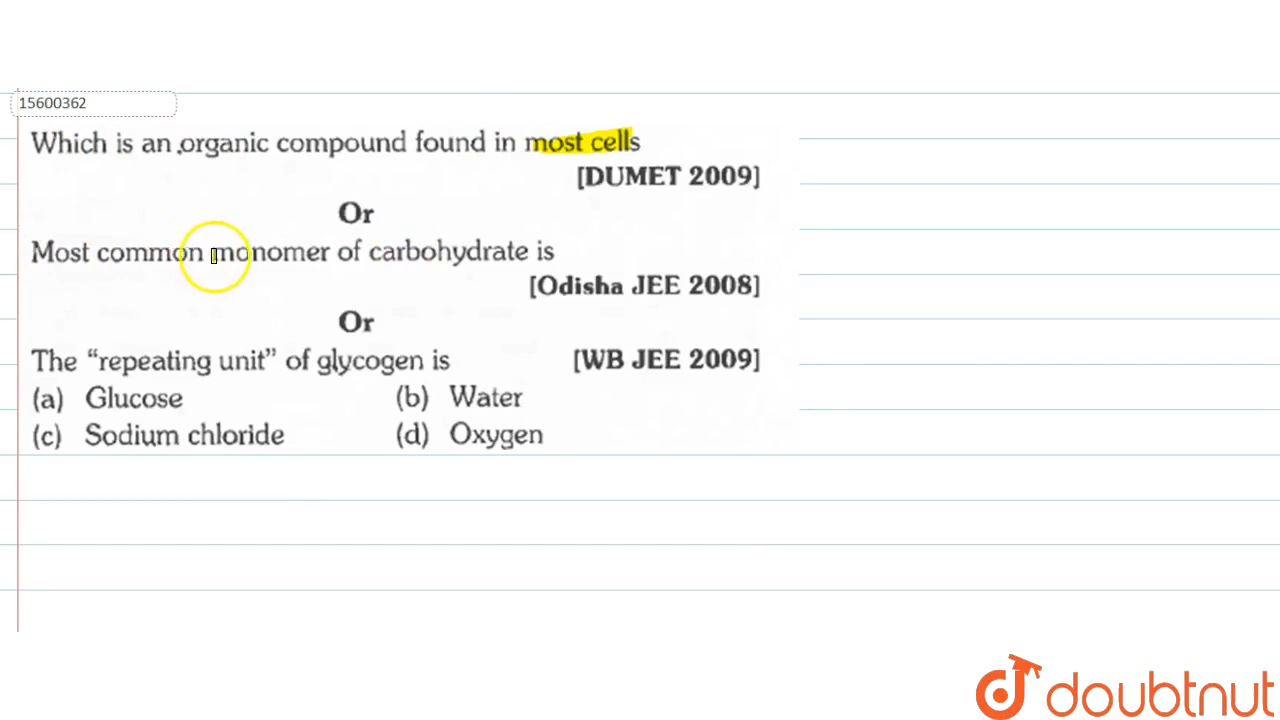 15600362
Which is an organic compound found in most cells
[DUMET 2009]
Or
Most common monomer of carbohydrate is
[Odisha JEE 2008]
Or
The “repeating unit” of glycogen is [WB JEE 2009]
(a) Glucose (b) Water
(c) Sodium chloride (d) Oxygen
doubtnut